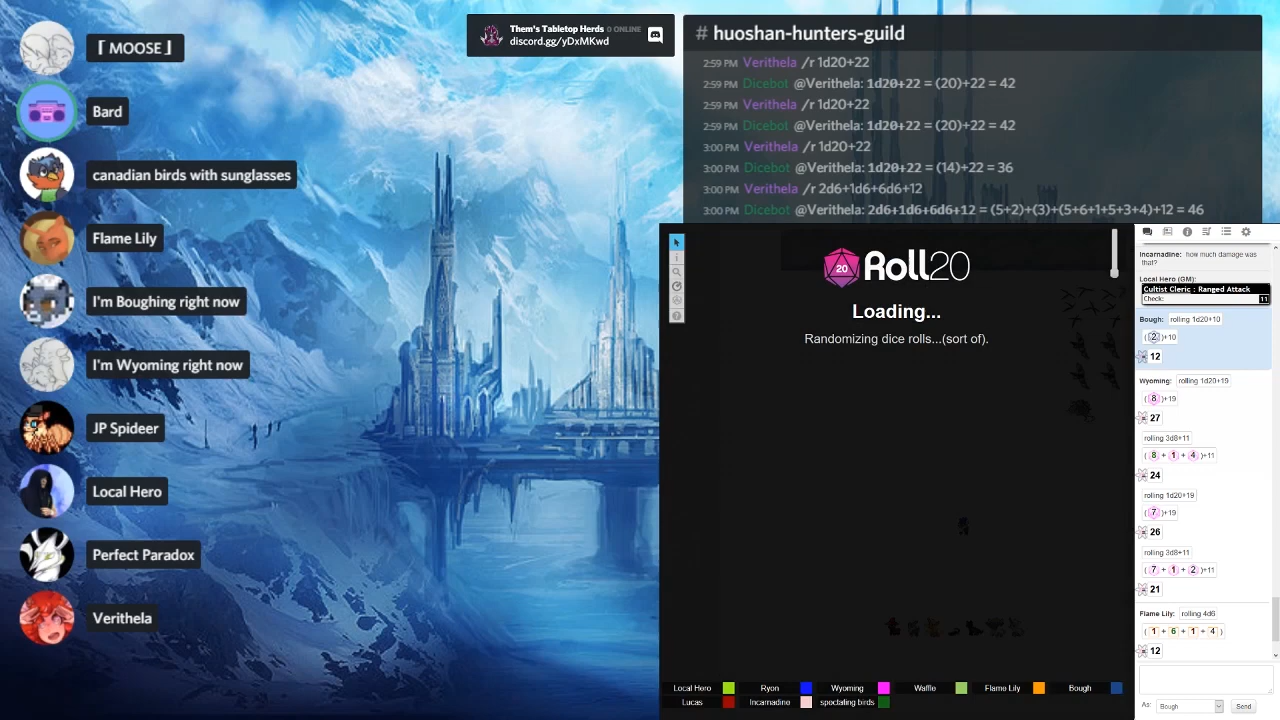 「 MOOSE 」
Bard
canadian birds with sunglasses
Flame Lily
I'm Boughing right now
I'm Wyoming right now
JP Spideer
Local Hero
Perfect Paradox
Verithela
Them's Tabletop Herds 0 ONLINE
discord.gg/yDxMKwd
# huoshan-hunters-guild
2:59 PM Verithela /r 1d20+22
2:59 PM Dicebot @Verithela: 1d20+22 = (20)+22 = 42
2:59 PM Verithela /r 1d20+22
2:59 PM Dicebot @Verithela: 1d20+22 = (20)+22 = 42
3:00 PM Verithela /r 1d20+22
3:00 PM Dicebot @Verithela: 1d20+22 = (14)+22 = 36
3:00 PM Verithela /r 2d6+1d6+6d6+12
3:00 PM Dicebot @Verithela: 2d6+1d6+6d6+12 = (5+2)+(3)+(5+6+1+5+3+4)+12 = 46
20 Roll20
Loading...
Randomizing dice rolls...(sort of).
Incarnadine: how much damage was
that?
Local Hero (GM):
Cultist Cleric : Ranged Attack
Check: 11
Bough: rolling 1d20+10
(2)+10
12
Wyoming: rolling 1d20+19
(8)+19
27
rolling 3d8+11
(8+1+4)+11
24
rolling 1d20+19
(7)+19
26
rolling 3d8+11
(7+1+2)+11
21
Flame Lily: rolling 4d6
(1+6+1+4)
12
Local Hero Ryon Wyoming Waffle Flame Lily Bough
Lucas Incarnadine spectating birds
As: Bough Send